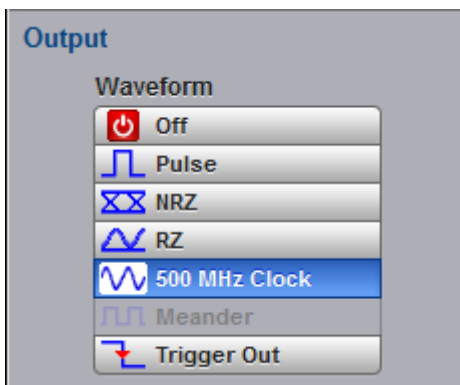 Output
Waveform
Off
Pulse
NRZ
RZ
500 MHz Clock
Meander
Trigger Out